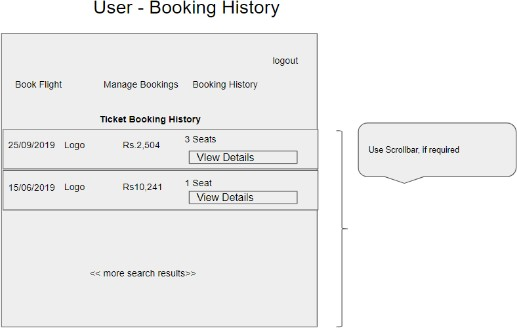 User - Booking History
logout
Book Flight Manage Bookings Booking History
Ticket Booking History
3 Seats
25/09/2019 Logo Rs.2,504
VIew Details
1 Seat
15/06/2019 Logo Rs10,241
View Details
Use Scrollbar, if required
<< more search results>>